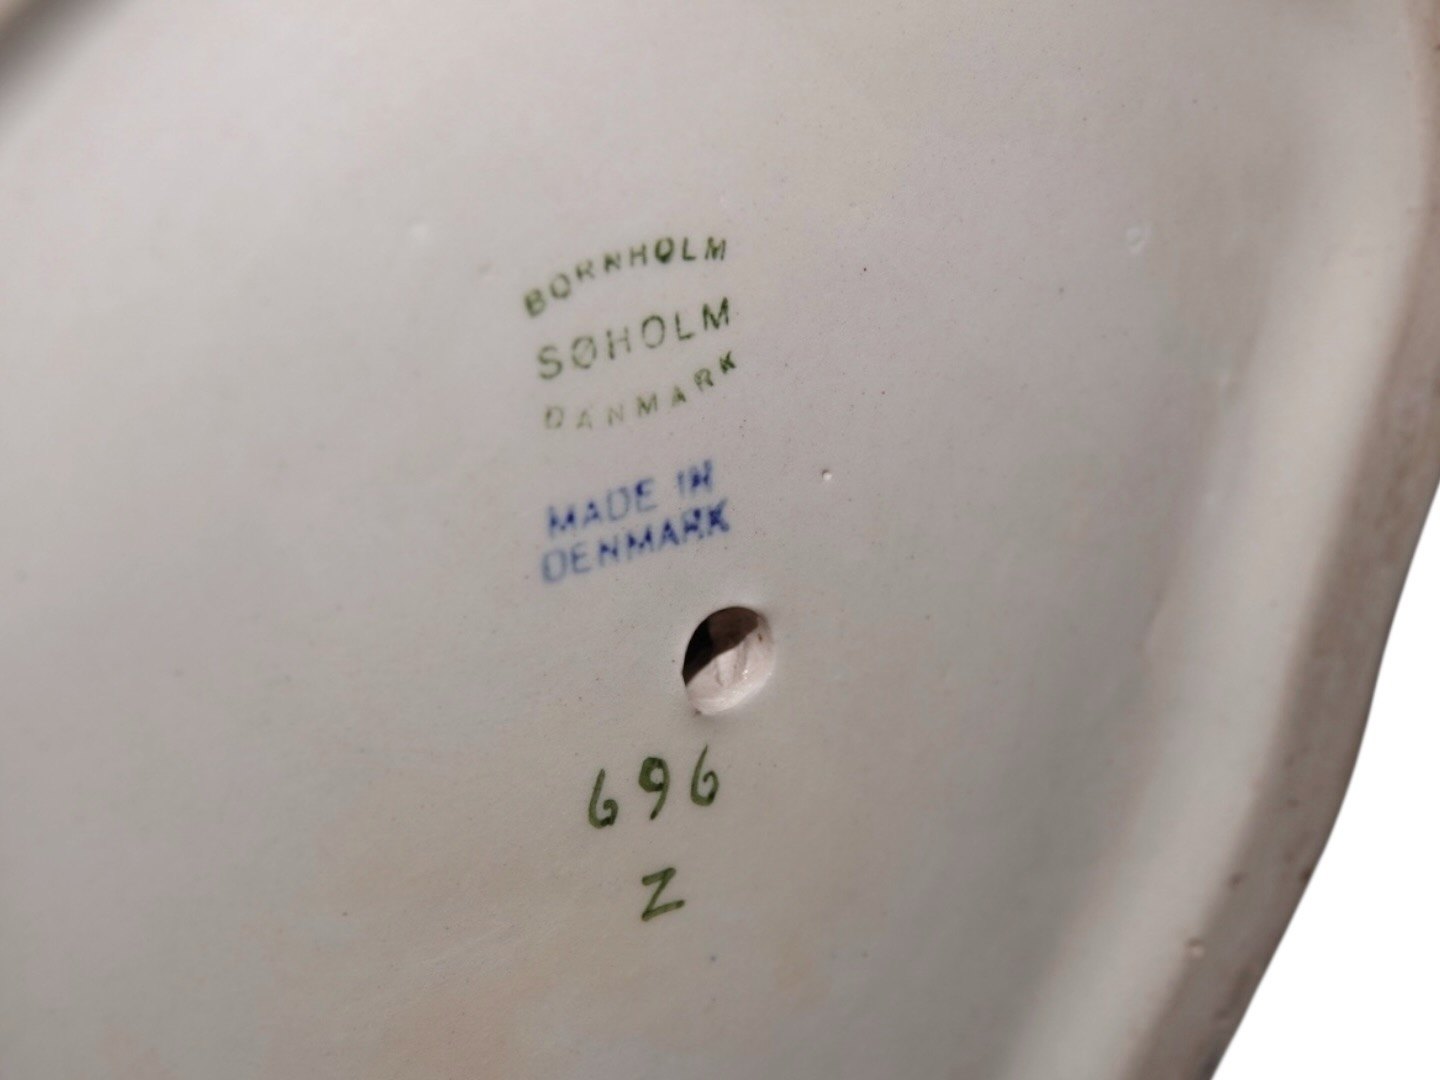 BORNHOLM
SØHOLM
DANMARK
MADE IN
DENMARK
696
Z